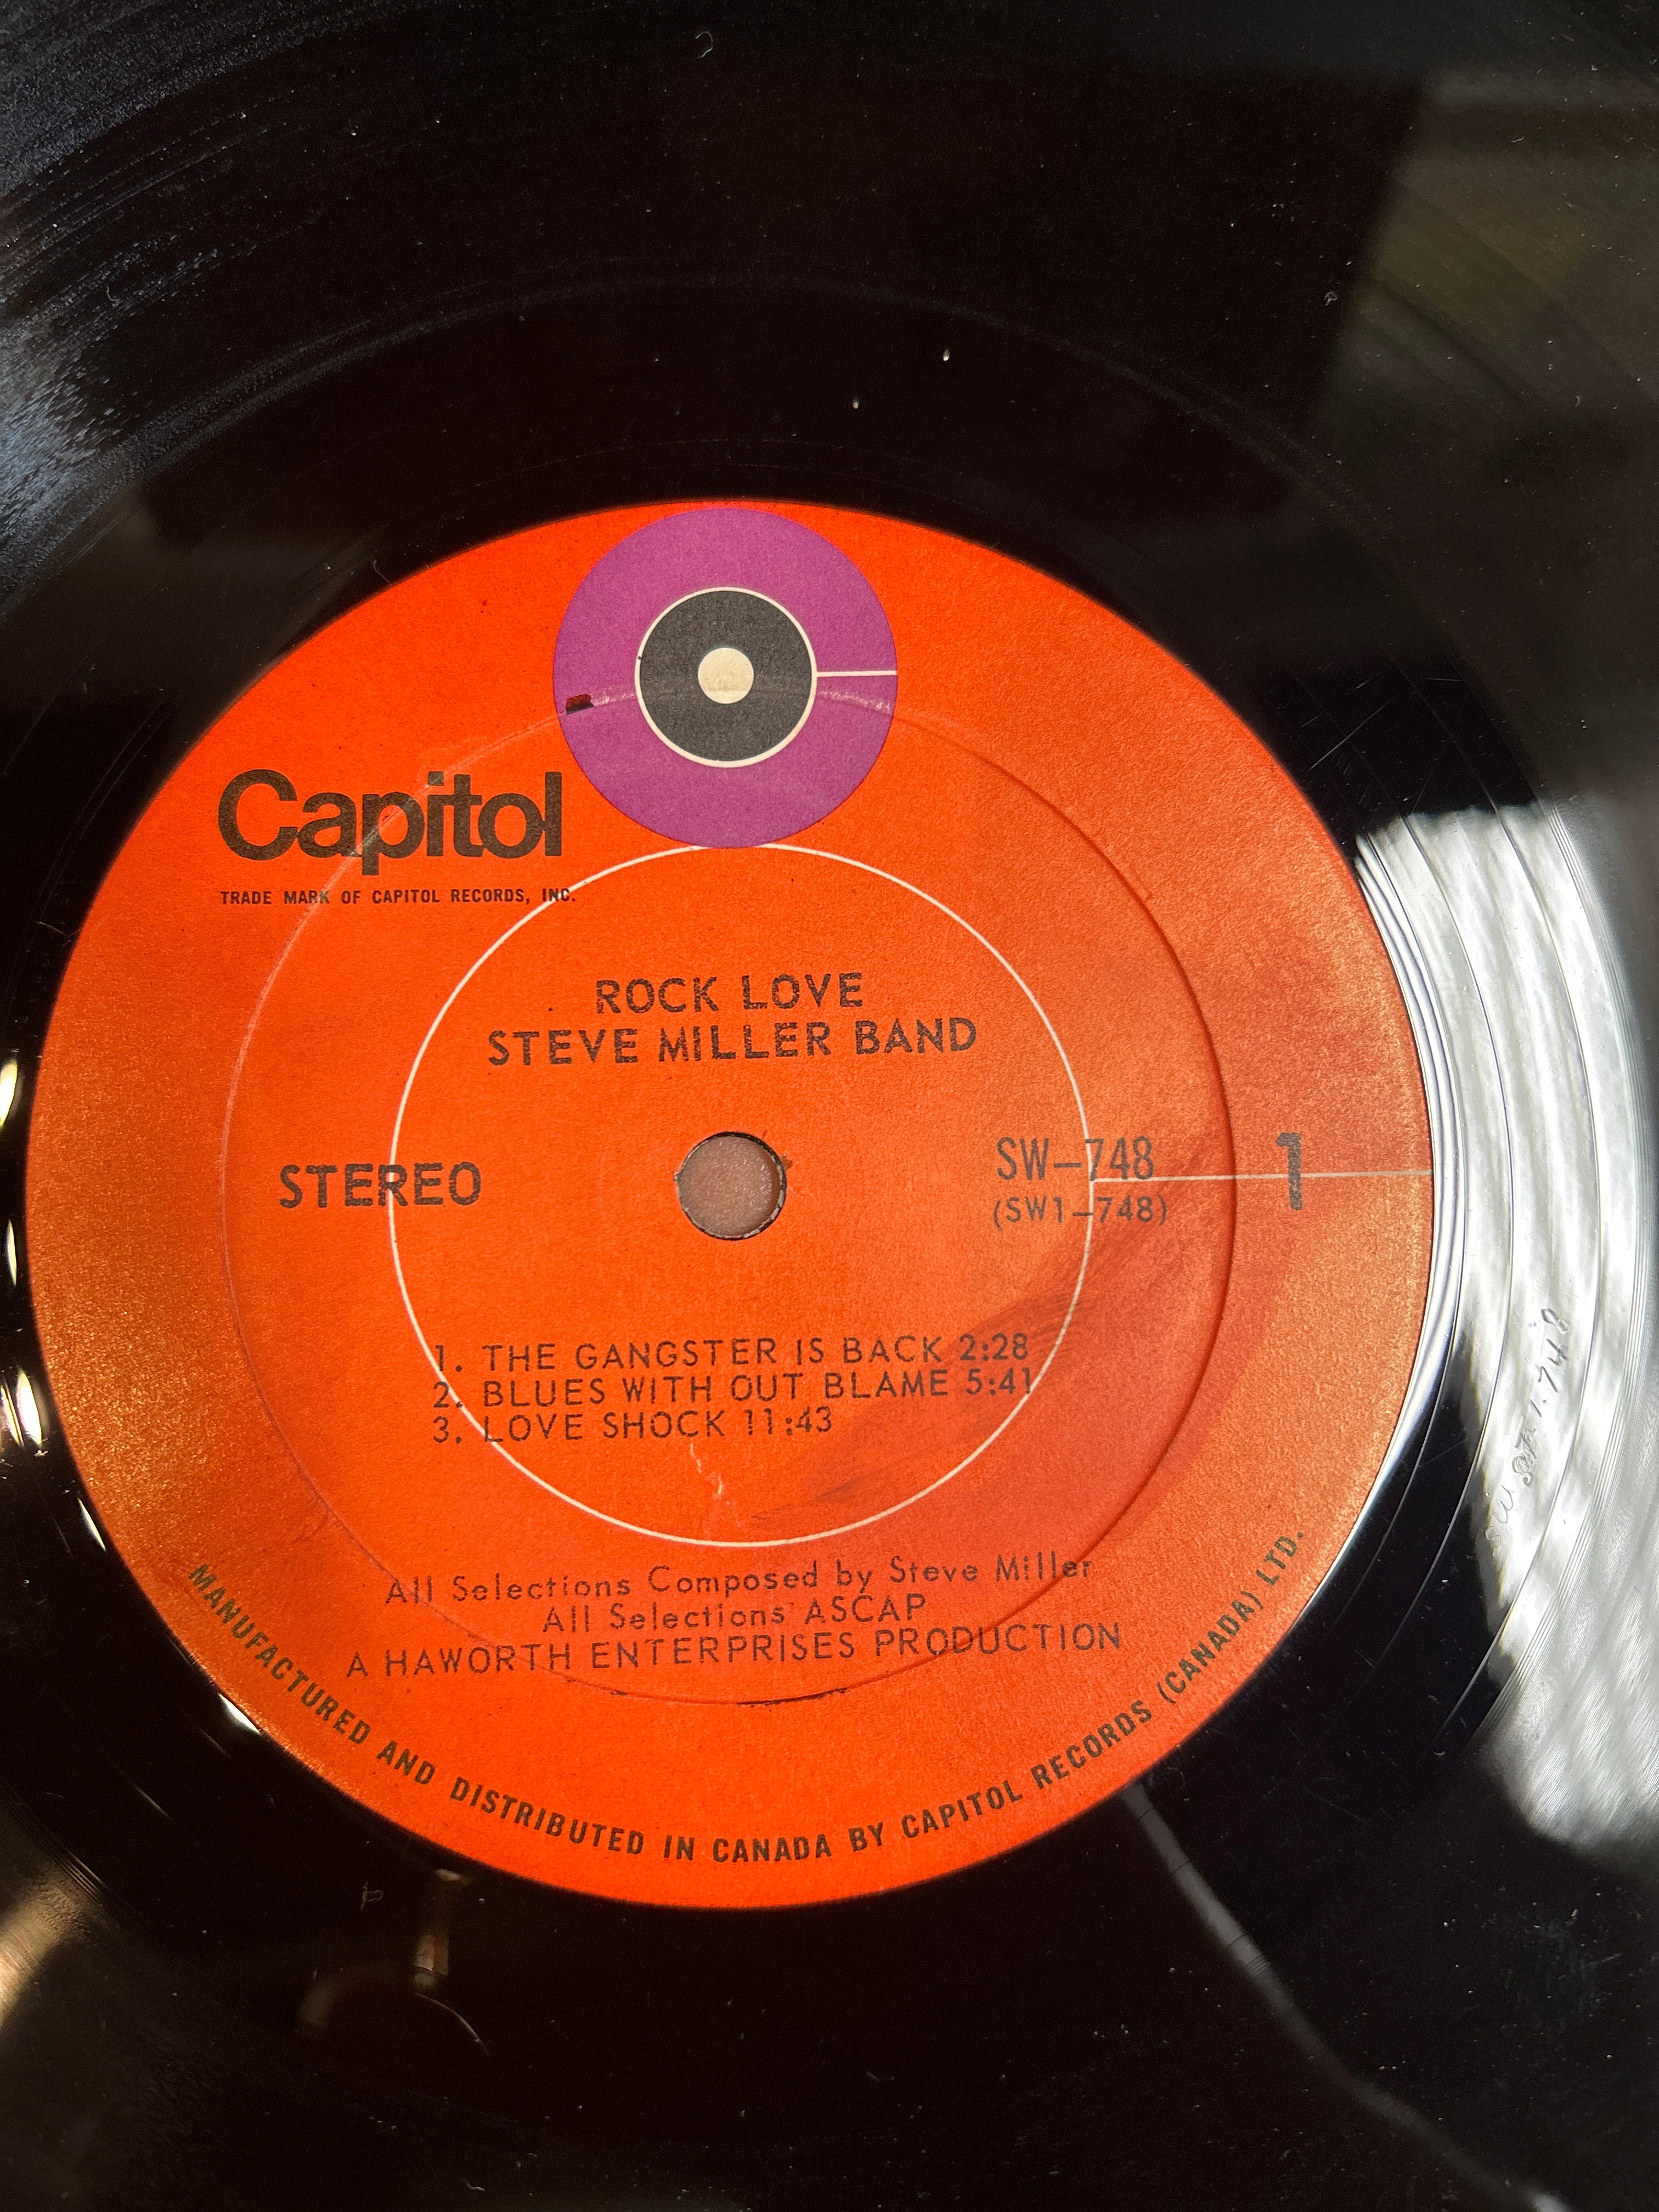 Capitol
TRADE MARK OF CAPITOL RECORDS, INC.
ROCK LOVE
STEVE MILLER BAND
STEREO
SW–748
(SW1–748)
1
1. THE GANGSTER IS BACK 2:28
2. BLUES WITH OUT BLAME 5:41
3. LOVE SHOCK 11:43
All Selections Composed by Steve Miller
All Selections ASCAP
A HAWORTH ENTERPRISES PRODUCTION
MANUFACTURED AND DISTRIBUTED IN CANADA BY CAPITOL RECORDS (CANADA) LTD.